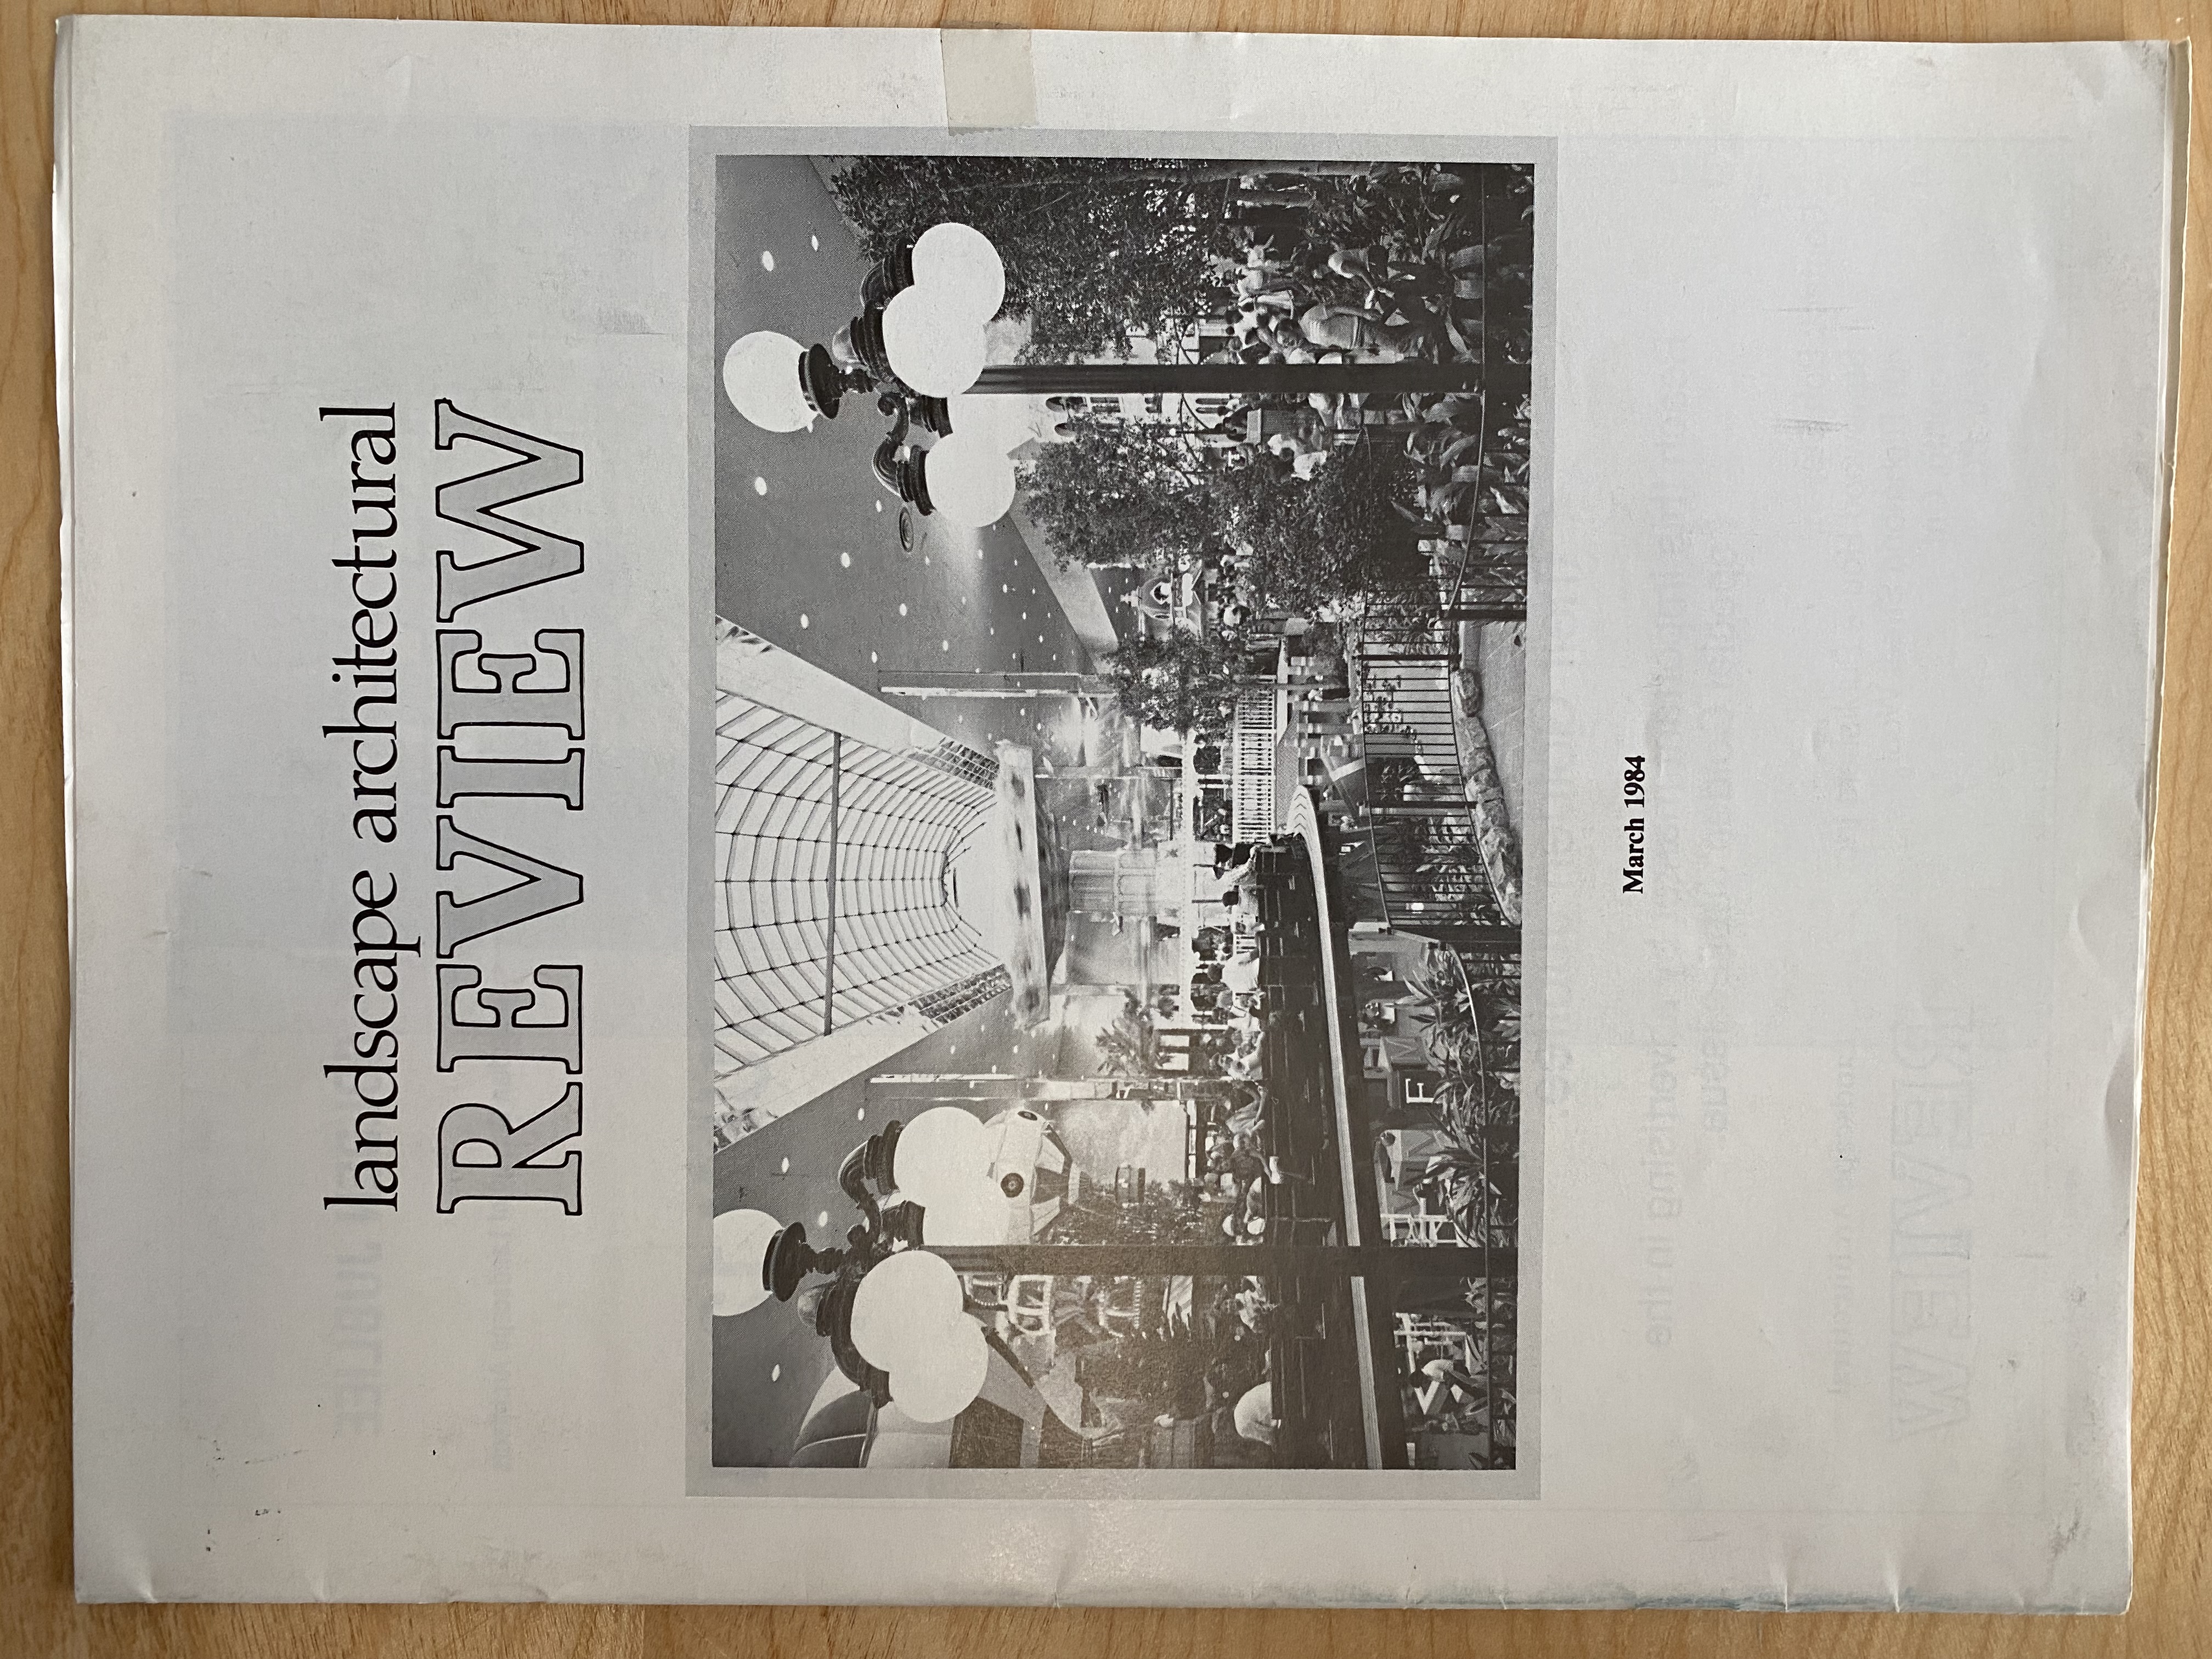 landscape architectural
REVIEW
March 1984